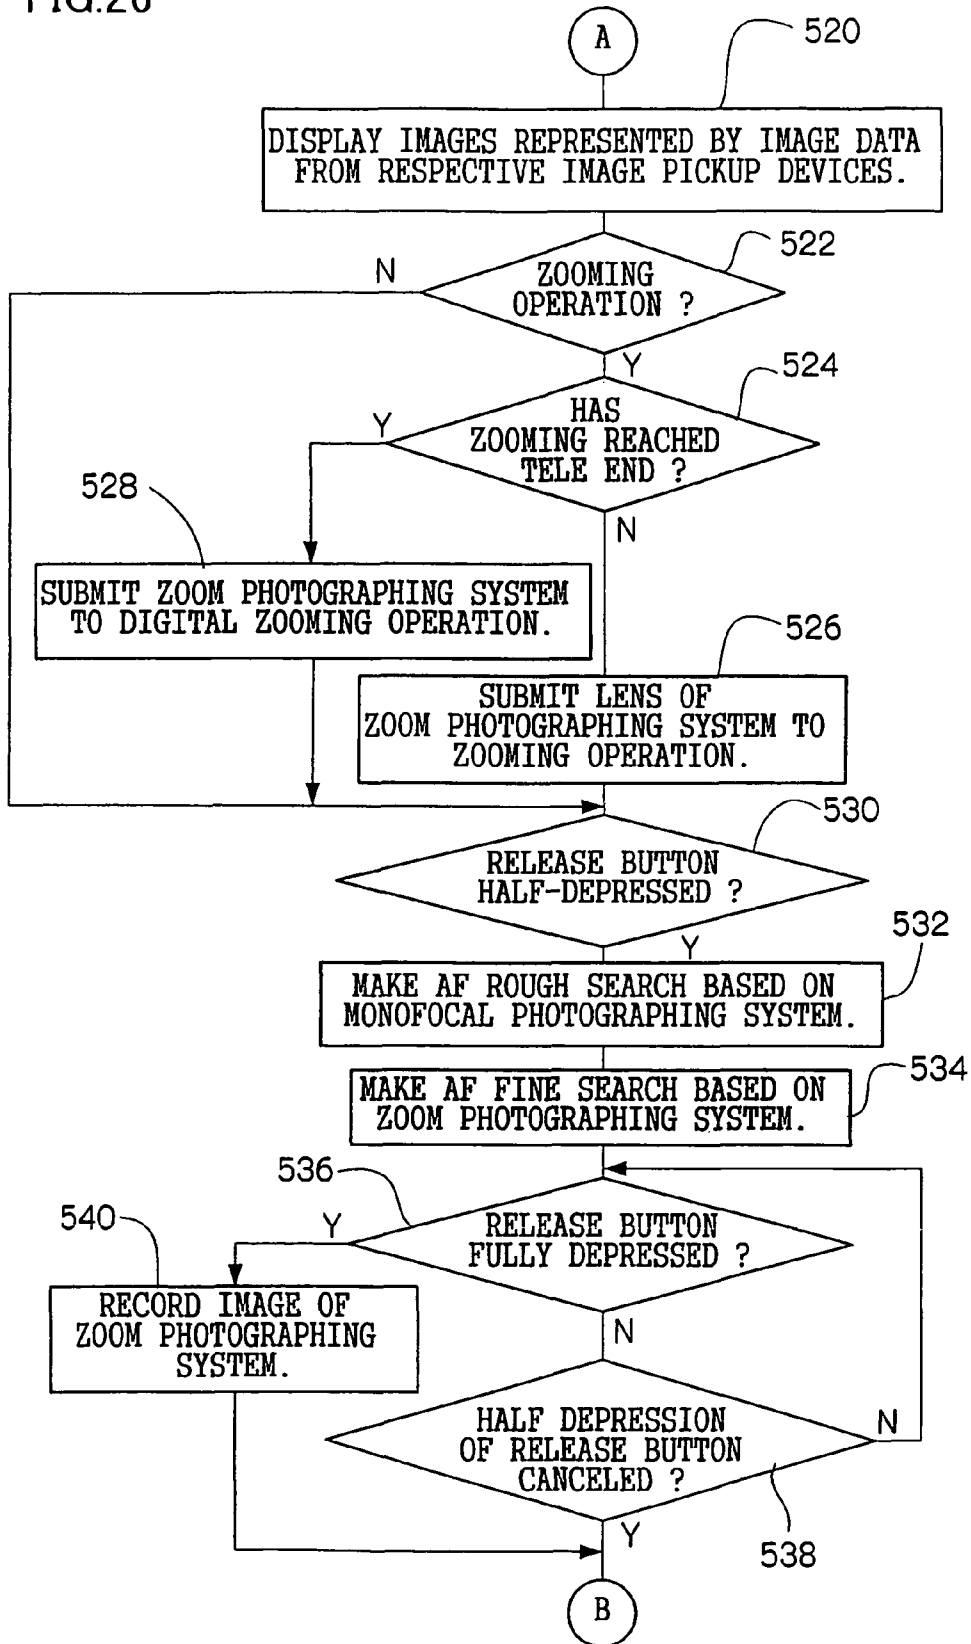 FIG.26
A
520
DISPLAY IMAGES REPRESENTED BY IMAGE DATA
FROM RESPECTIVE IMAGE PICKUP DEVICES.
522
N
ZOOMING
OPERATION ?
Y
524
Y
HAS
ZOOMING REACHED
TELE END ?
N
528
SUBMIT ZOOM PHOTOGRAPHING SYSTEM
TO DIGITAL ZOOMING OPERATION.
526
SUBMIT LENS OF
ZOOM PHOTOGRAPHING SYSTEM TO
ZOOMING OPERATION.
530
RELEASE BUTTON
HALF-DEPRESSED ?
Y
532
MAKE AF ROUGH SEARCH BASED ON
MONOFOCAL PHOTOGRAPHING SYSTEM.
534
MAKE AF FINE SEARCH BASED ON
ZOOM PHOTOGRAPHING SYSTEM.
536
540
Y
RELEASE BUTTON
FULLY DEPRESSED ?
N
RECORD IMAGE OF
ZOOM PHOTOGRAPHING
SYSTEM.
HALF DEPRESSION
OF RELEASE BUTTON
CANCELED ?
N
Y
538
B